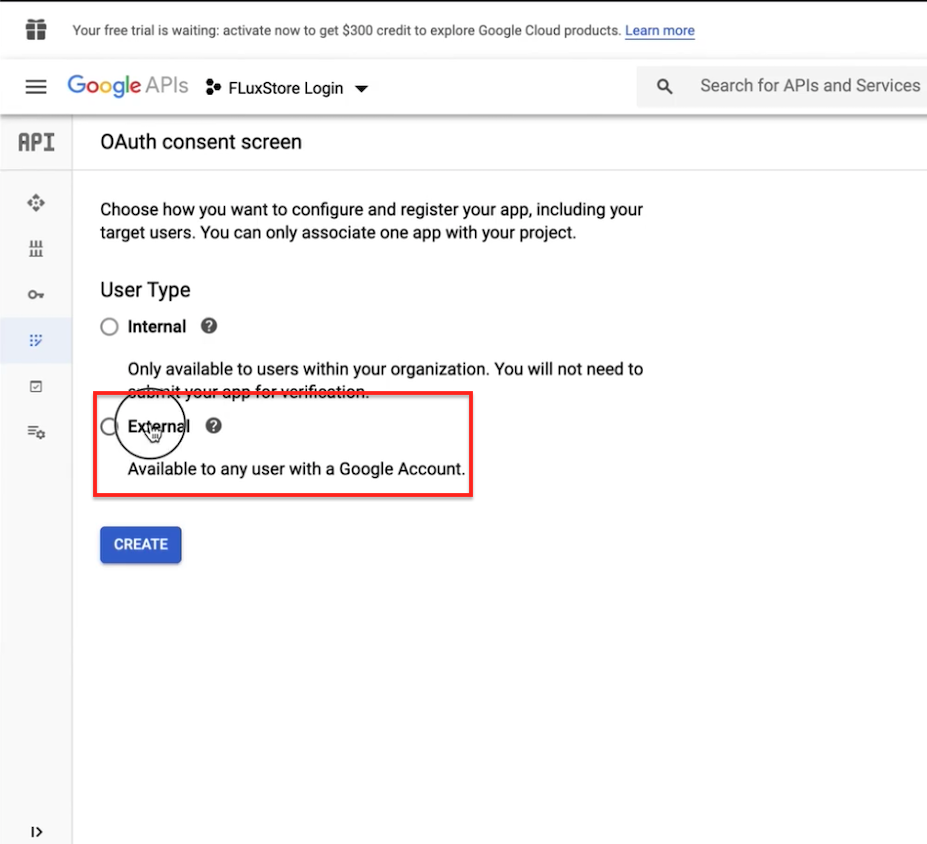 Your free trial is waiting: activate now to get $300 credit to explore Google Cloud products. Learn more
Google APIs FLuxStore Login Search for APIs and Services
API OAuth consent screen
Choose how you want to configure and register your app, including your
target users. You can only associate one app with your project.
User Type
Internal
Only available to users within your organization. You will not need to
submit your app for verification.
External
Available to any user with a Google Account.
CREATE